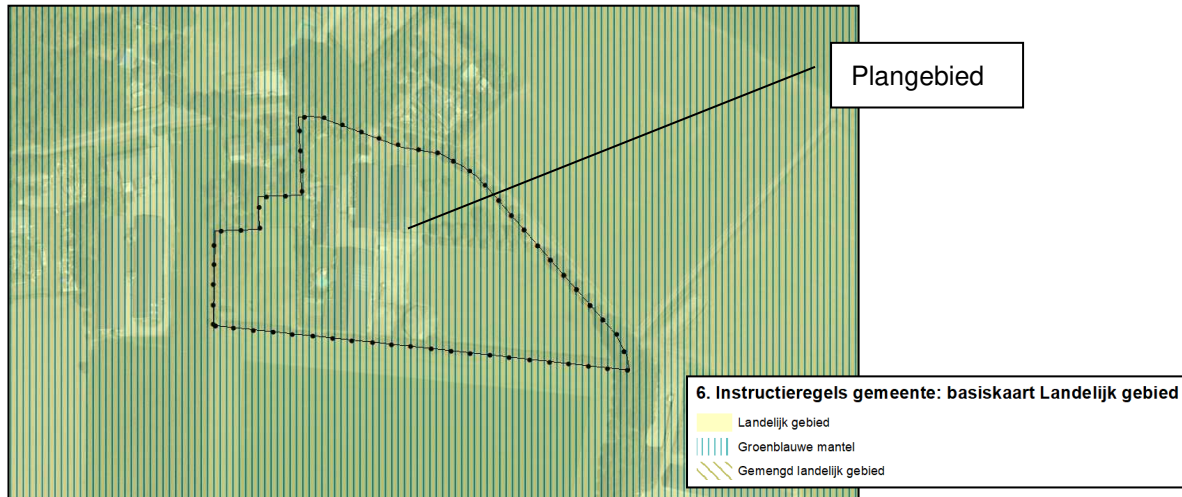 Plangebied
6. Instructieregels gemeente: basiskaart Landelijk gebied
Landelijk gebied
Groenblauwe mantel
Gemengd landelijk gebied